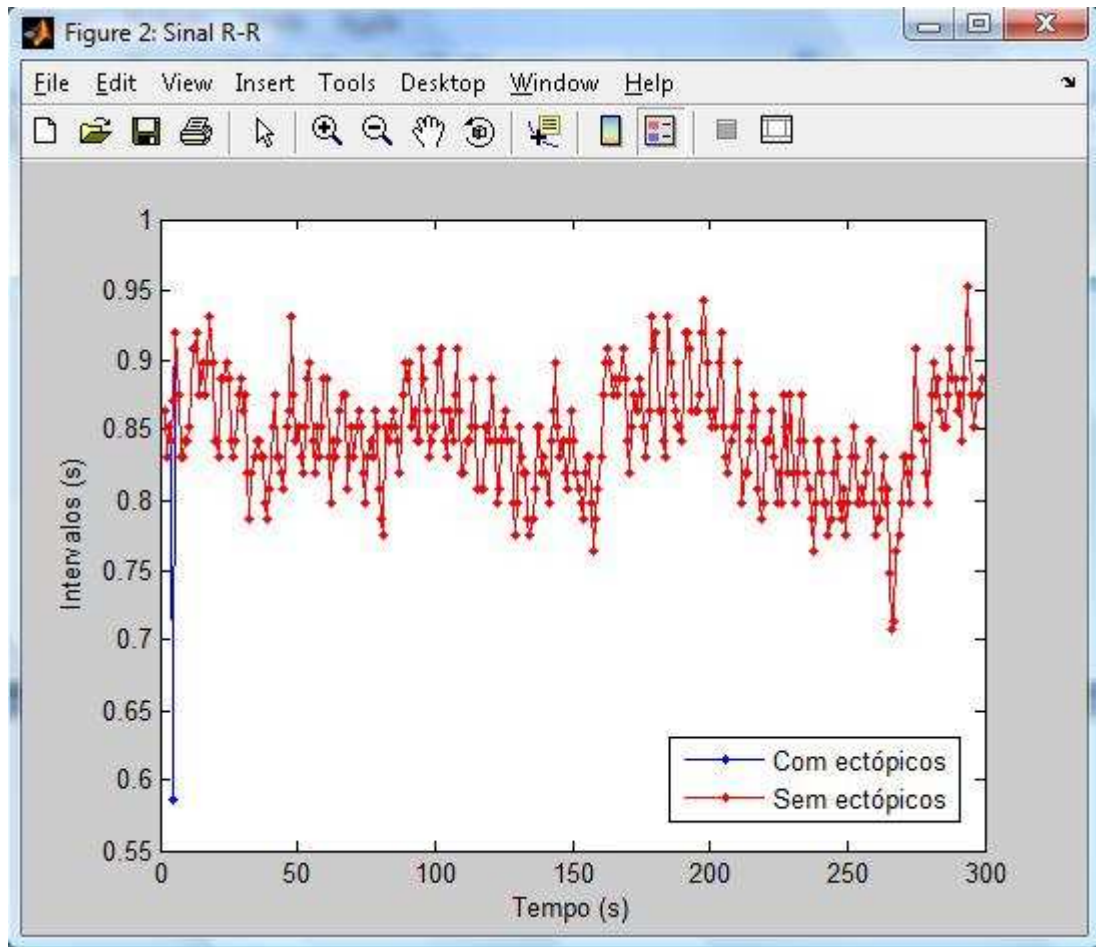 Figure 2: Sinal R-R
File Edit View Insert Tools Desktop Window Help
1
0.95
0.9
0.85
0.8
0.75
0.7
0.65
0.6
0.55
Intervalos (s)
0 50 100 150 200 250 300
Tempo (s)
Com ectópicos
Sem ectópicos